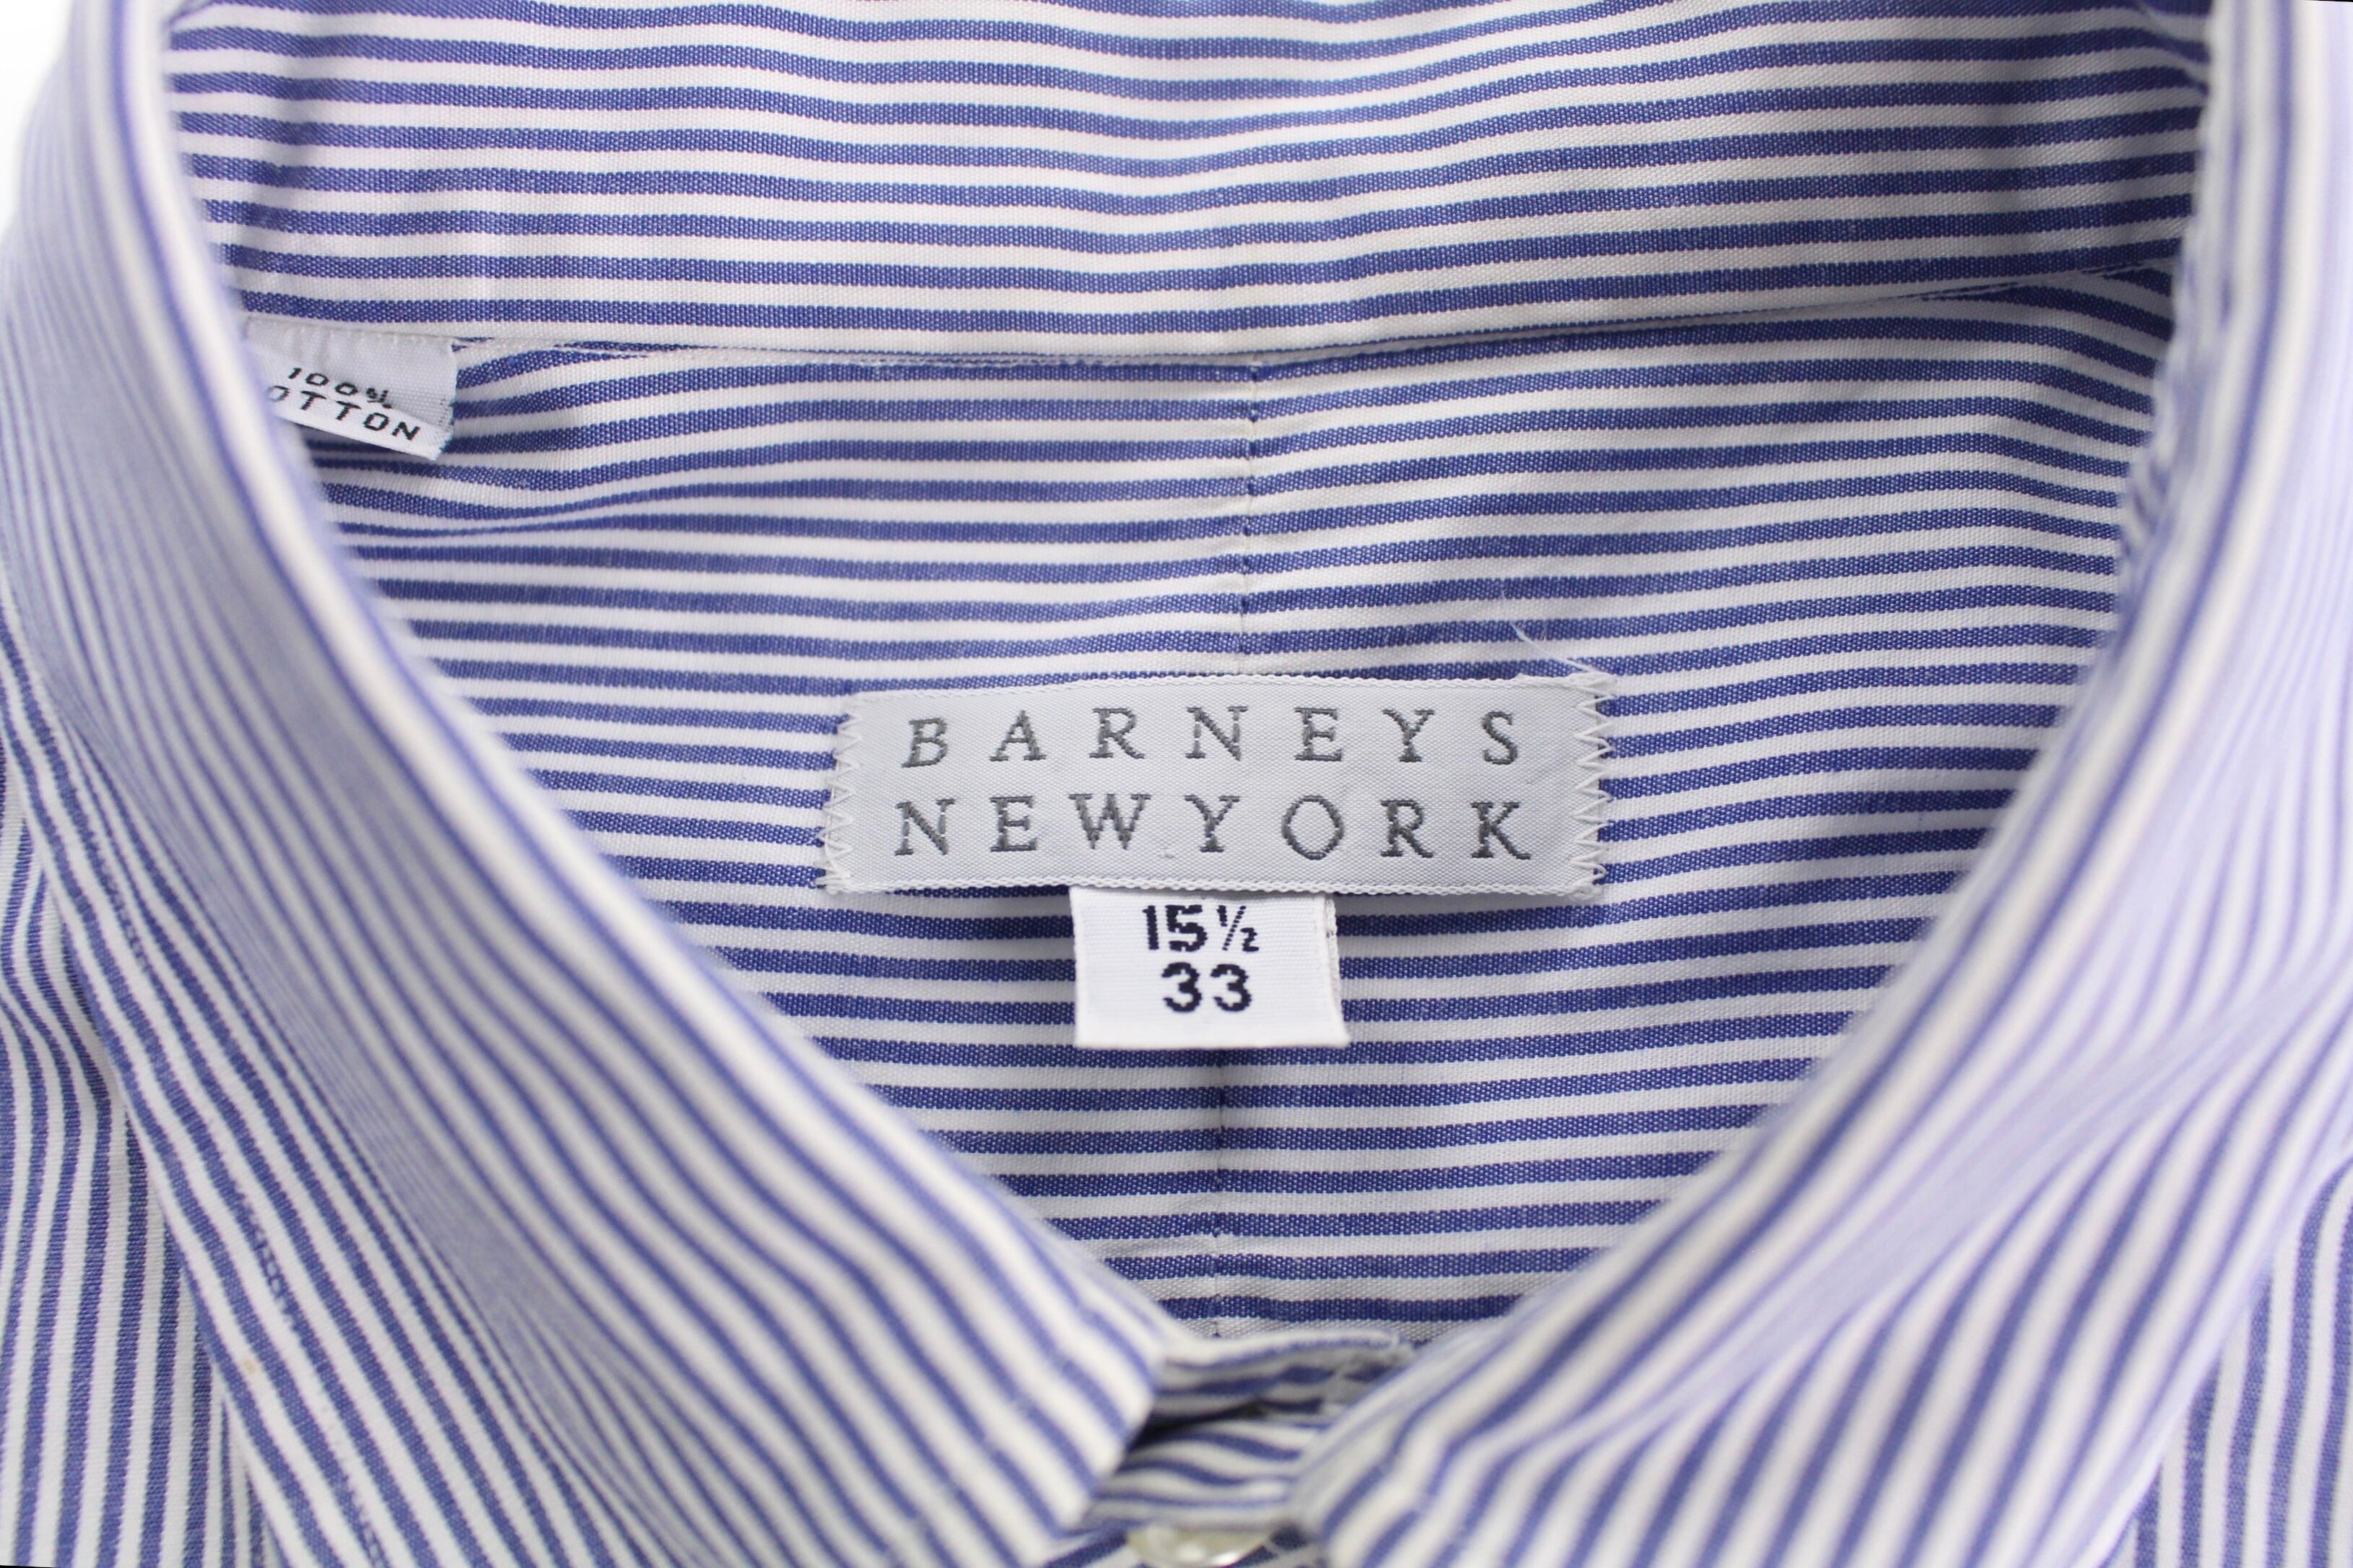 100%
OTTON
BARNEYS
NEWYORK
15½
33